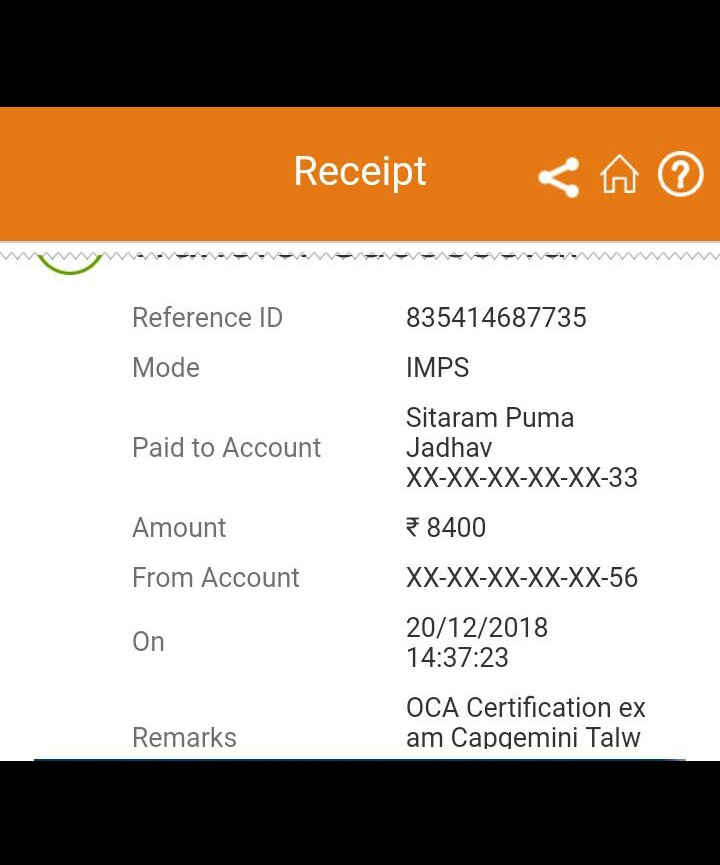 Receipt
Reference ID 835414687735
Mode IMPS
Sitaram Puma
Paid to Account Jadhav
XX-XX-XX-XX-XX-33
Amount ₹ 8400
From Account XX-XX-XX-XX-XX-56
20/12/2018
On
14:37:23
OCA Certification ex
Remarks am Capgemini Talw